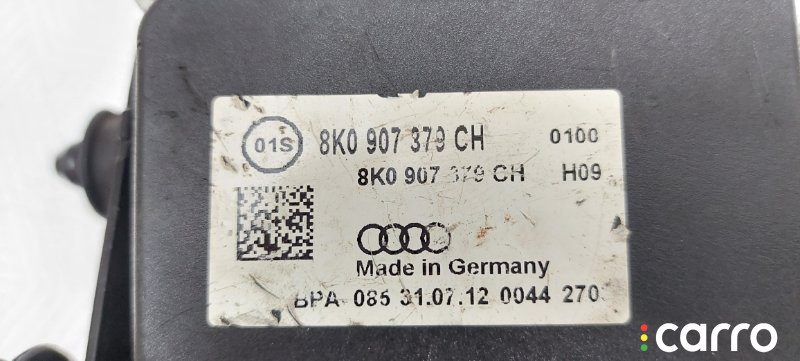 01S
8K0 907 379 CH 0100
8K0 907 379 CH H09
Made in Germany
BPA 085 31.07.12 0044 270
carro